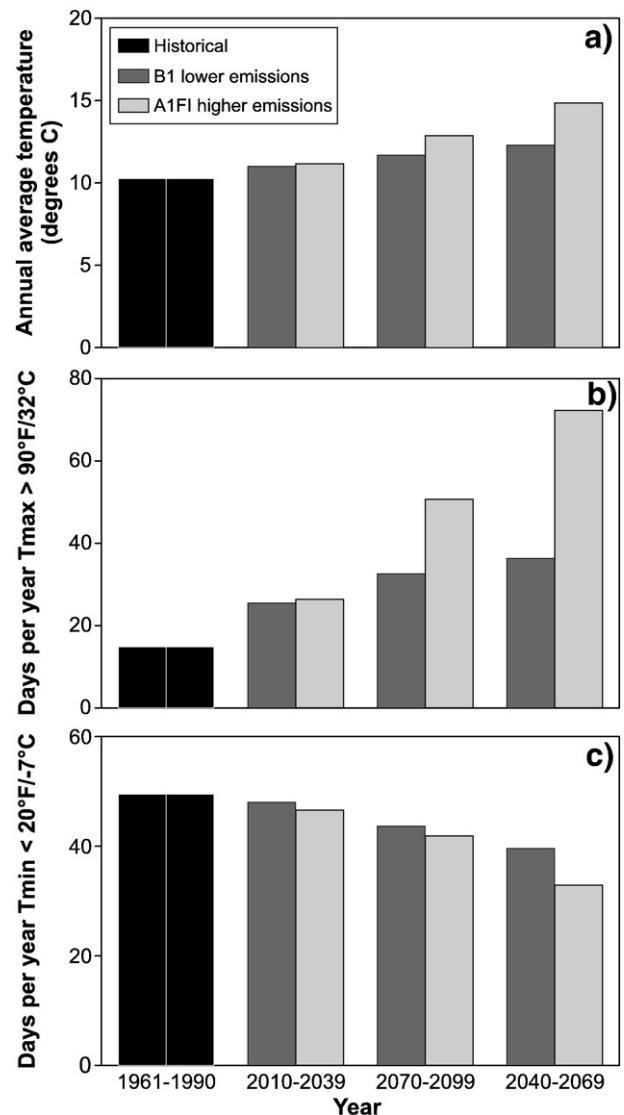 Annual average temperature
(degrees C)
20
15
10
5
0
Historical
B1 lower emissions
A1FI higher emissions
a)
Days per year Tmax > 90°F/32°C
80
60
40
20
0
b)
Days per year Tmin < 20°F/-7°C
60
40
20
0
c)
1961-1990
2010-2039
2070-2099
2040-2069
Year